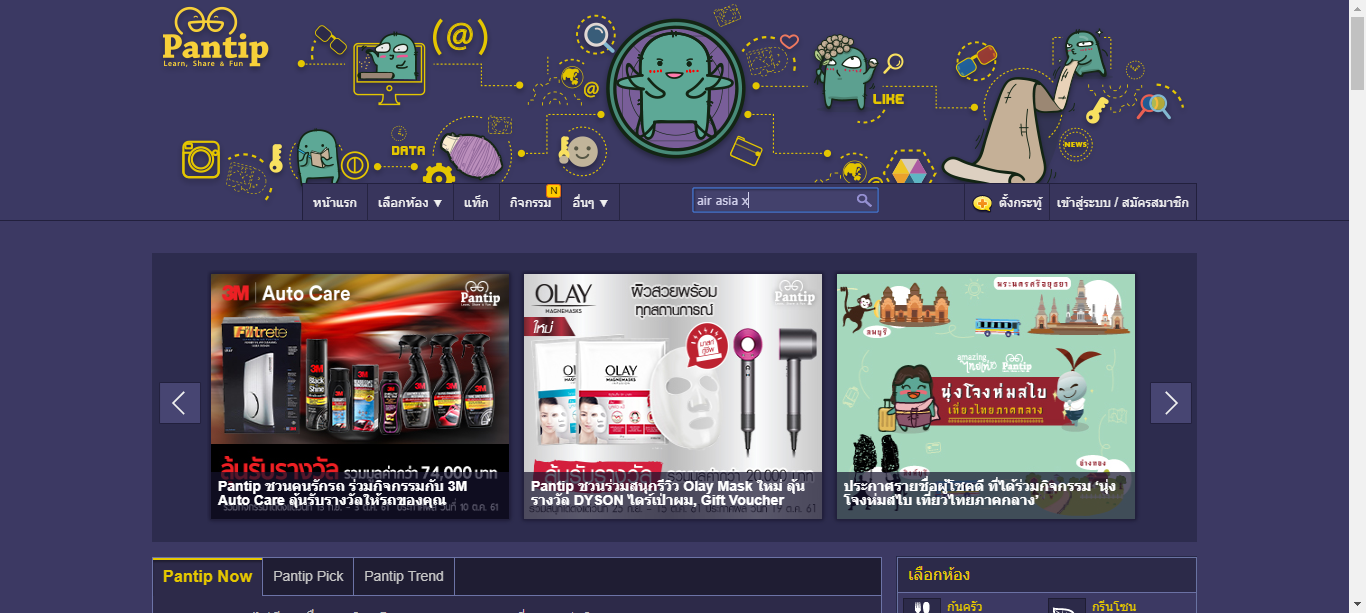 Pantip
Learn, Share & Fun
(@)
@
LIKE
DATA
NEWS
หน้าแรก
เลือกห้อง ▼
แท็ก
กิจกรรม
N
อื่นๆ ▼
air asia x
ตั้งกระทู้
เข้าสู่ระบบ / สมัครสมาชิก
3M | Auto Care
Pantip
Filtrete
Black Shine
3M
ลุ้นรับรางวัล รวมมูลค่ากว่า 74,000 บาท
Pantip ชวนคนรักรถ ร่วมกิจกรรมกับ 3M
Auto Care ลุ้นรับรางวัลให้รถของคุณ
OLAY
MAGNEMASKS
ผิวสวยพร้อม
ทุกสถานการณ์
Pantip
ใหม่
OLAY
ลุ้นรับรางวัล รวมมูลค่ากว่า 20,000 บาท
Pantip ชวนร่วมสนุกรีวิว Olay Mask ใหม่ ลุ้น
รางวัล DYSON ไดร์เป่าผม, Gift Voucher
พระนครศรีอยุธยา
ลพบุรี
amazing
ไทยเท่
Pantip
นุ่งโจงห่มสไบ
เที่ยวไทยภาคกลาง
อ่างทอง
ประกาศรายชื่อผู้โชคดี ที่ได้ร่วมกิจกรรม ‘นุ่ง
โจงห่มสไบ เที่ยวไทยภาคกลาง’
Pantip Now
Pantip Pick
Pantip Trend
เลือกห้อง
ก้นครัว
กรีนโซน